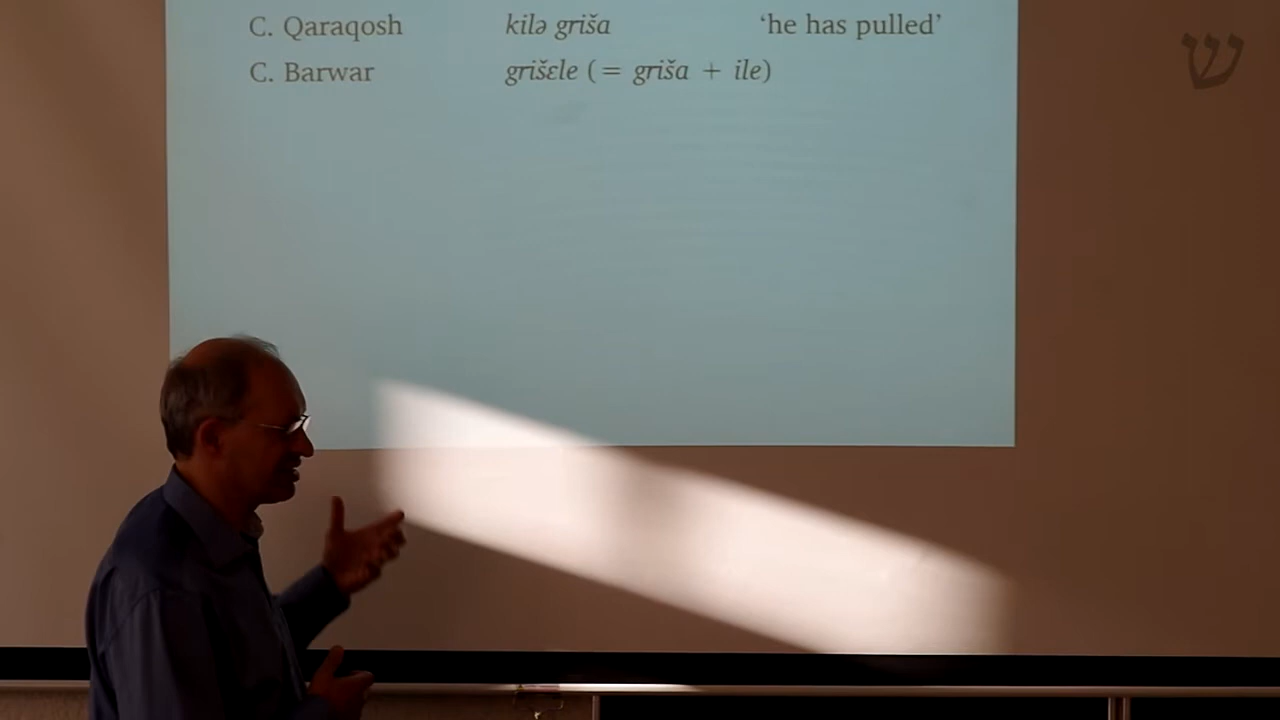 C. Qaraqosh kilə griša ‘he has pulled’
C. Barwar grišɛle (= griša + ile)
ש